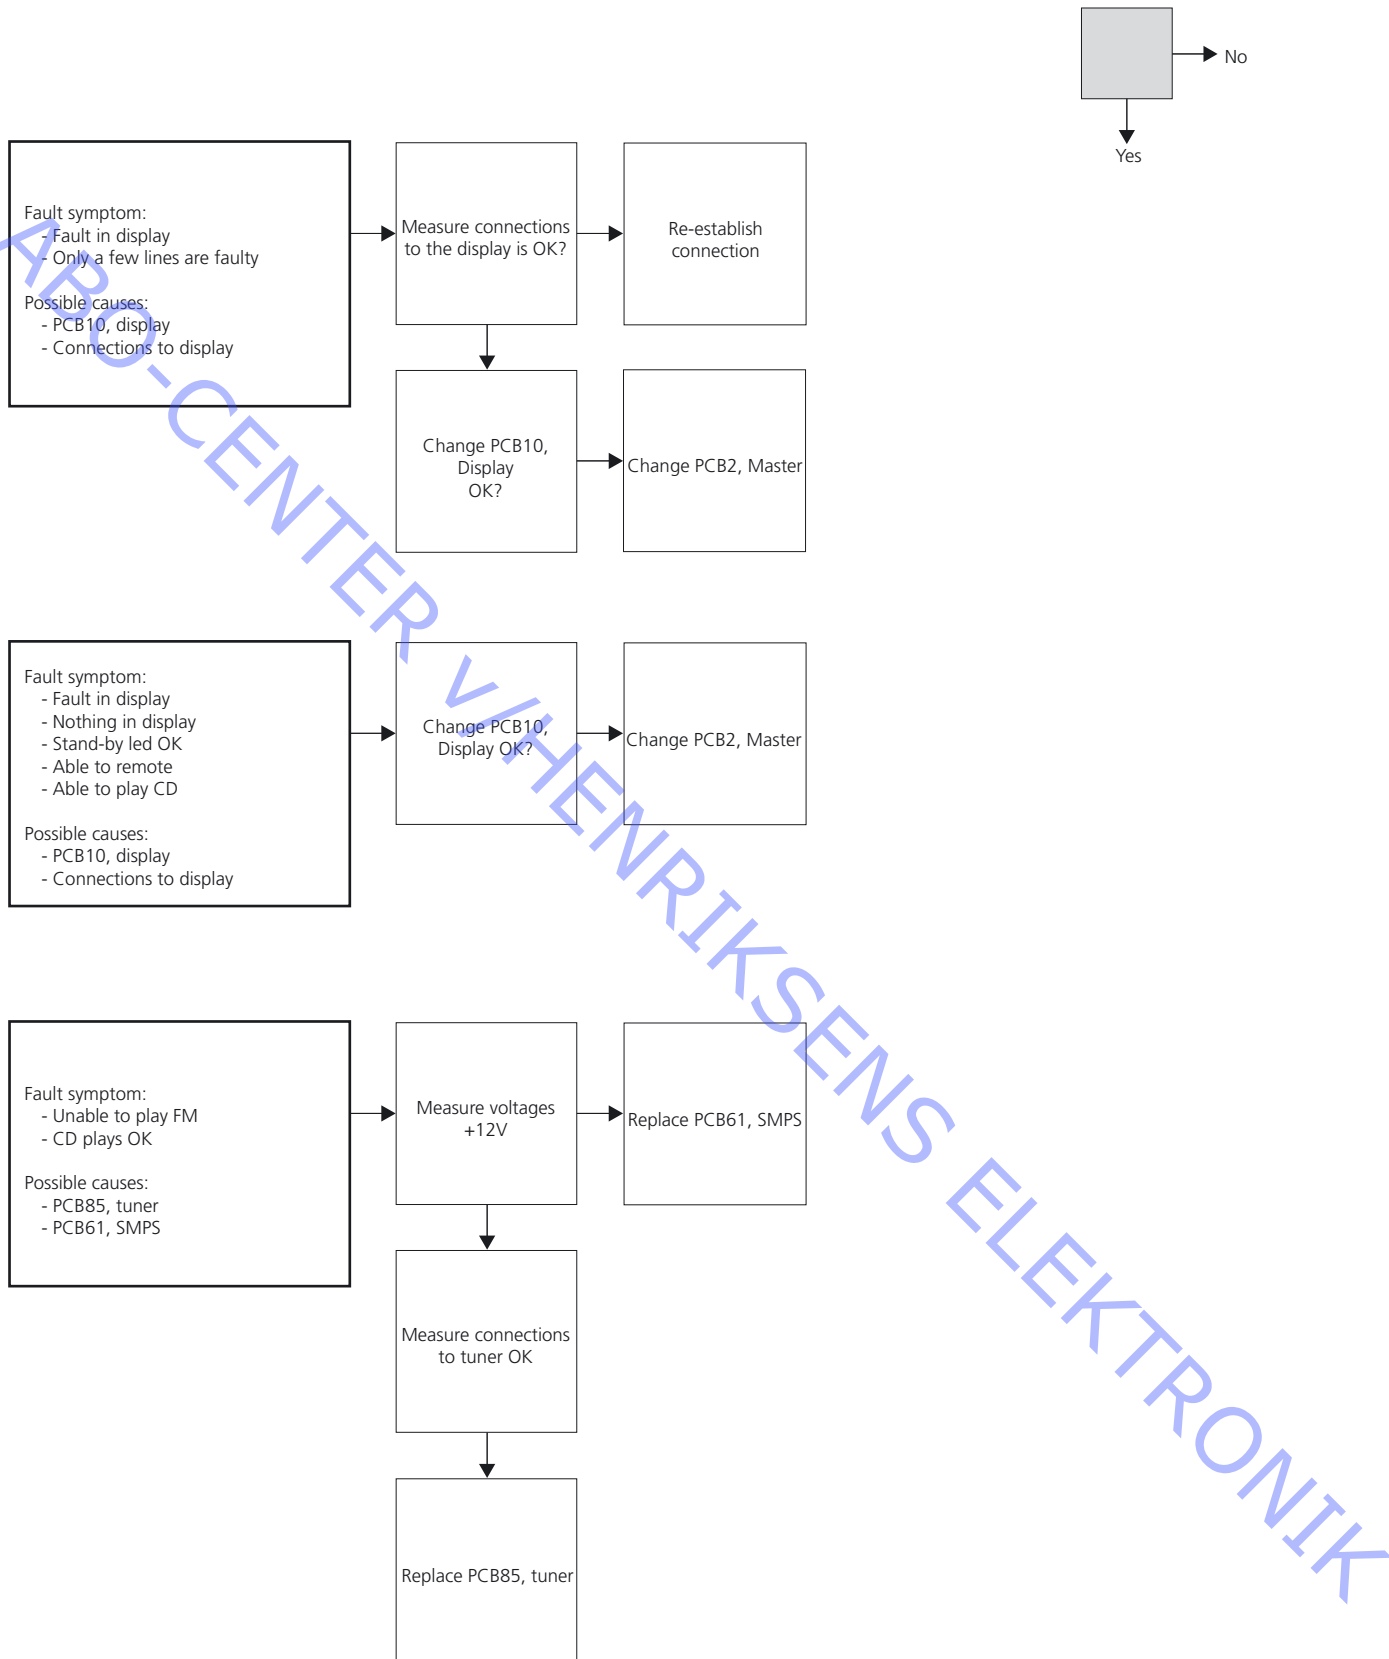 No
Yes
Fault symptom:
- Fault in display
- Only a few lines are faulty
Possible causes:
- PCB10, display
- Connections to display
Measure connections
to the display is OK?
Re-establish
connection
Change PCB10,
Display
OK?
Change PCB2, Master
Fault symptom:
- Fault in display
- Nothing in display
- Stand-by led OK
- Able to remote
- Able to play CD
Possible causes:
- PCB10, display
- Connections to display
Change PCB10,
Display OK?
Change PCB2, Master
Fault symptom:
- Unable to play FM
- CD plays OK
Possible causes:
- PCB85, tuner
- PCB61, SMPS
Measure voltages
+12V
Replace PCB61, SMPS
Measure connections
to tuner OK
Replace PCB85, tuner
ABO-CENTER v/HENRIKSENS ELEKTRONIK